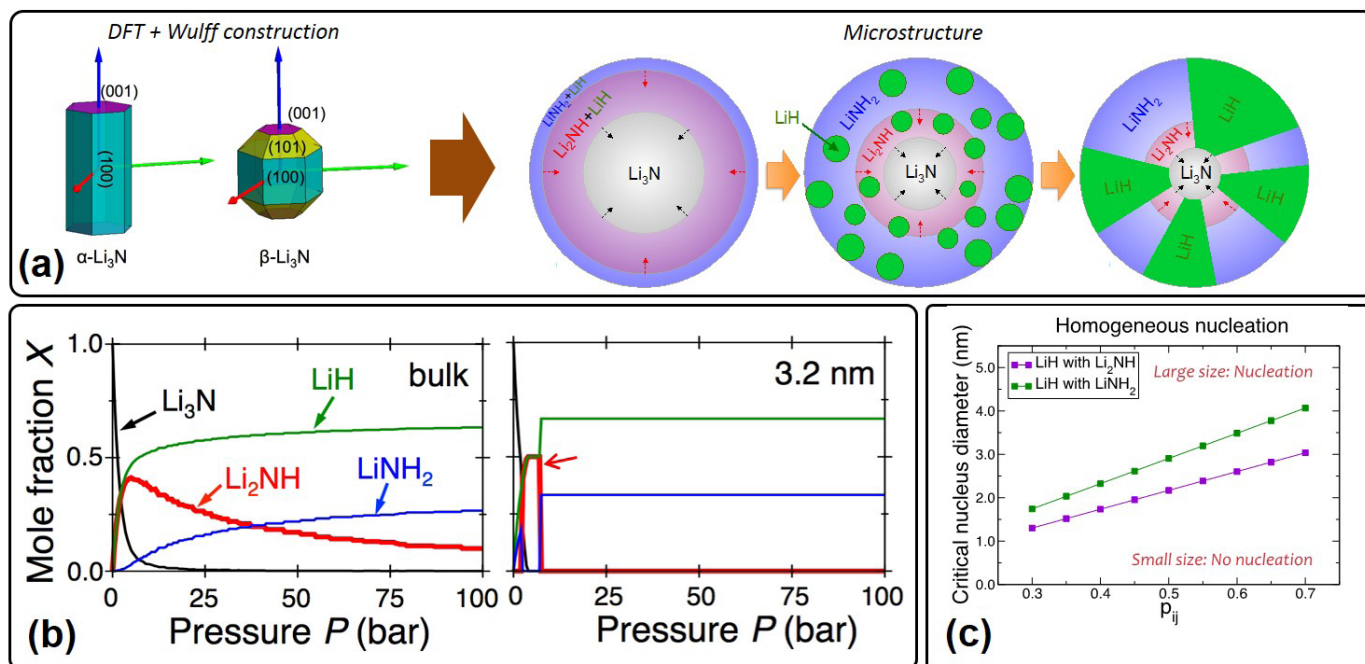 DFT + Wulff construction
Microstructure
(001)
(100)
α-Li₃N
(001)
(101)
(100)
β-Li₃N
LiNH₂+LiH
Li₂NH+LiH
Li₃N
LiH
LiNH₂
Li₂NH
Li₃N
LiNH₂
LiH
Li₂NH
Li₃N
LiH
LiH
LiH
(a)
Mole fraction X
1.0
0.5
0.0
bulk
Li₃N
LiH
Li₂NH
LiNH₂
0 25 50 75 100
Pressure P (bar)
3.2 nm
0 25 50 75 100
Pressure P (bar)
(b)
Homogeneous nucleation
Critical nucleus diameter (nm)
5.0
4.0
3.0
2.0
1.0
0.0
LiH with Li₂NH
LiH with LiNH₂
Large size: Nucleation
Small size: No nucleation
0.3 0.4 0.5 0.6 0.7
pᵢⱼ
(c)